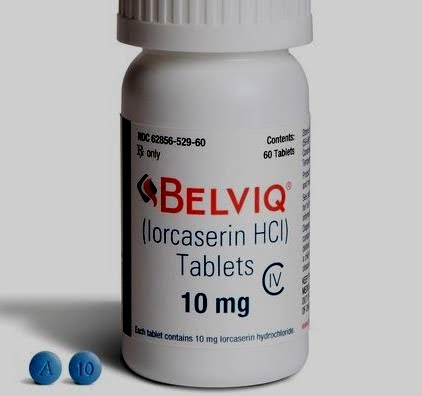 NDC 62856-529-60
Rx only
Contents:
60 Tablets
BELVIQ®
(lorcaserin HCl)
Tablets
CIV
10 mg
Each tablet contains 10 mg lorcaserin hydrochloride.
A 10